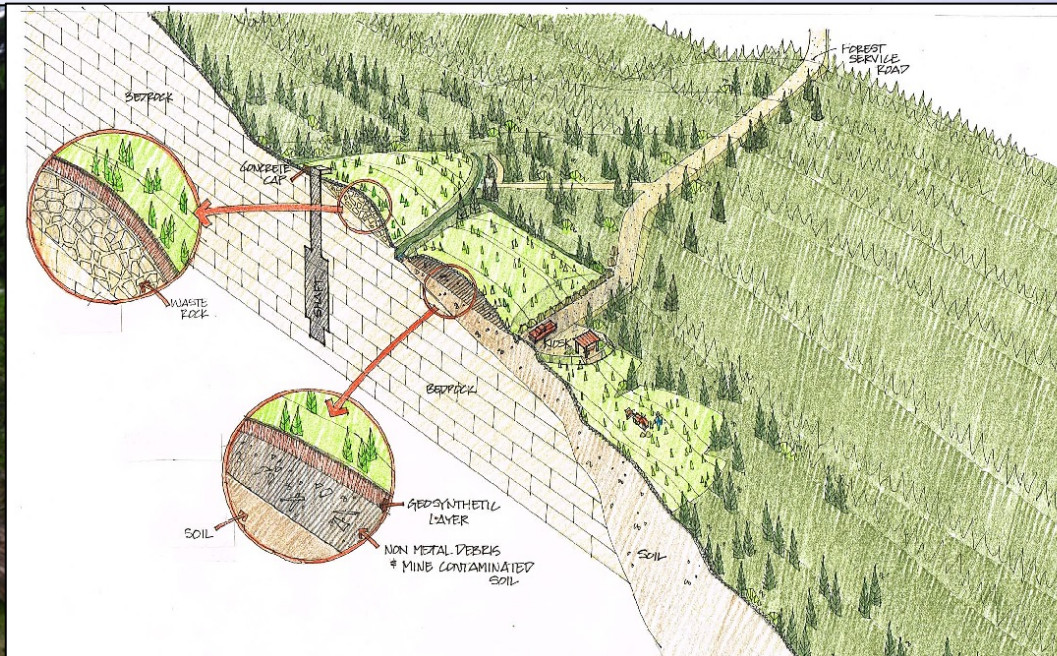 FOREST
SERVICE
ROAD
BEDROCK
CONCRETE
CAP
WASTE
ROCK
SHAFT
KIOSK
BEDROCK
GEOSYNTHETIC
LAYER
SOIL
NON METAL DEBRIS
& MINE CONTAMINATED
SOIL
SOIL